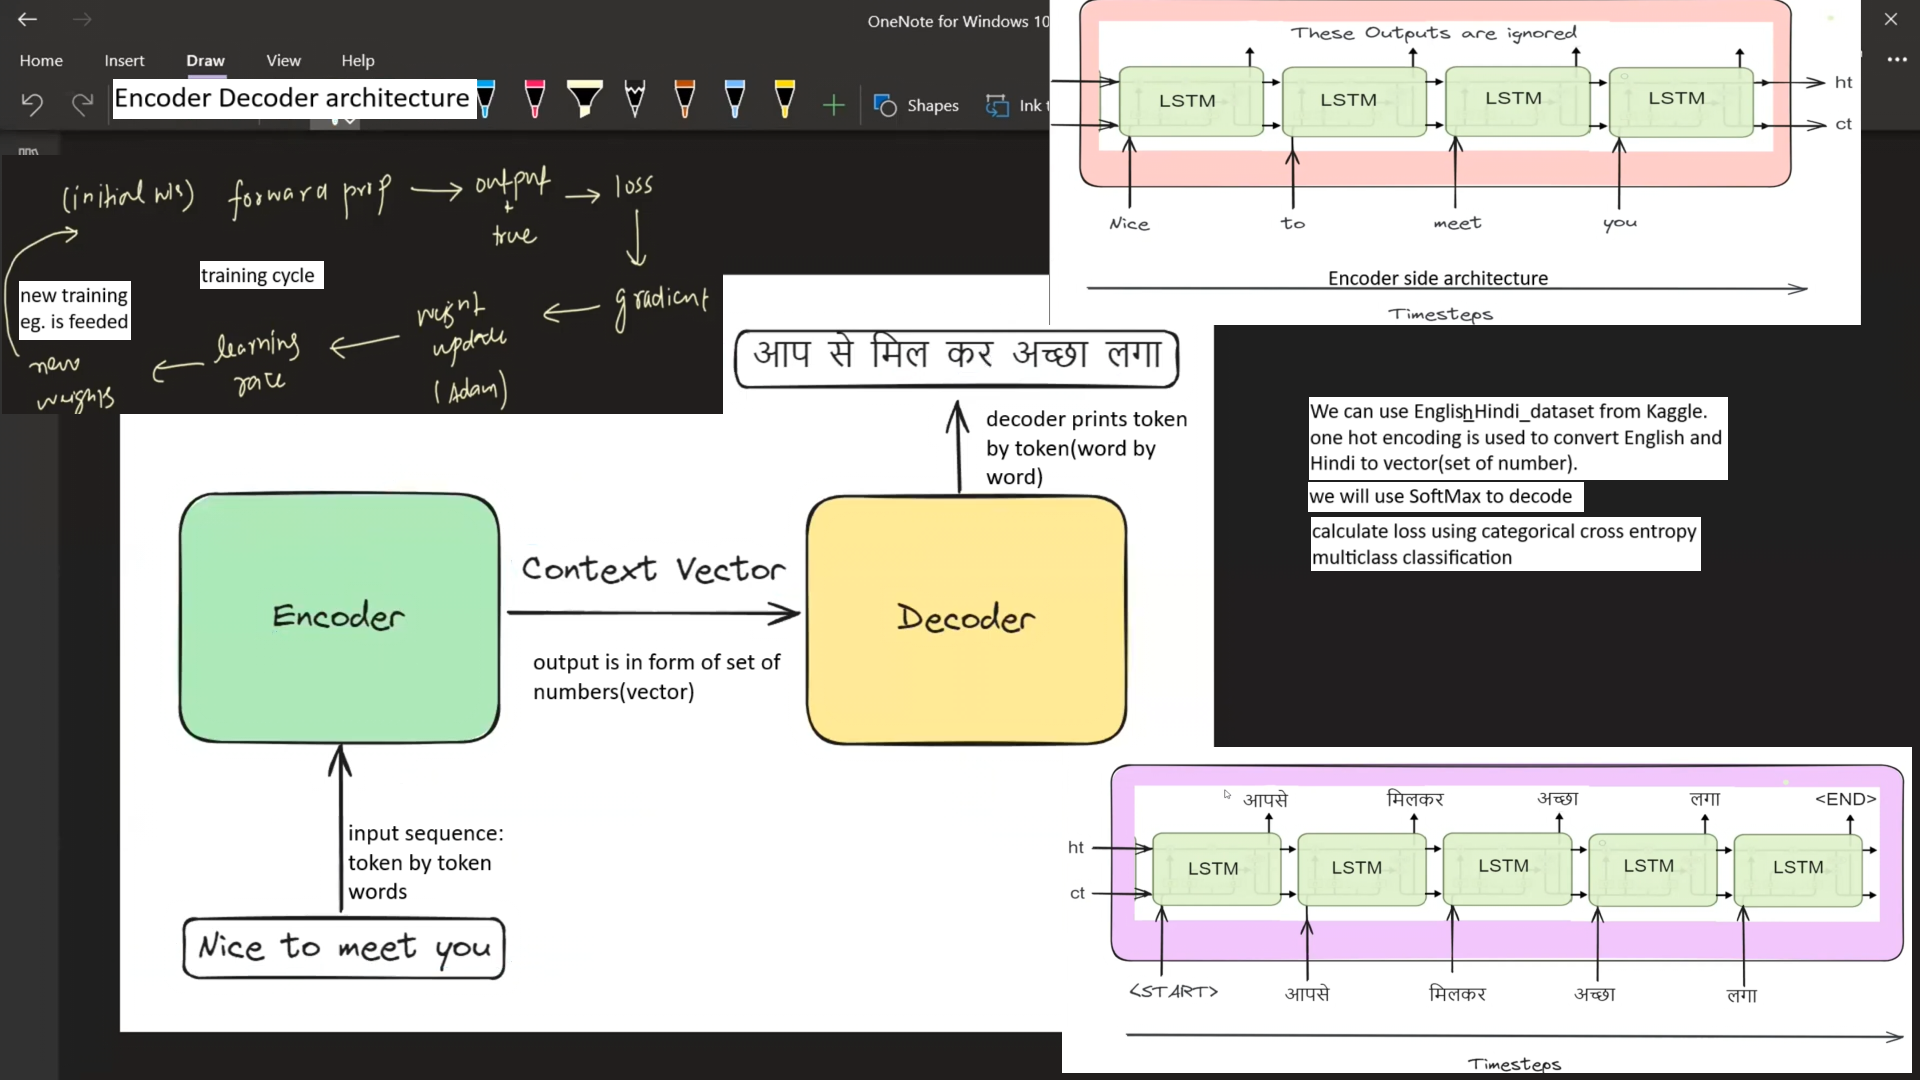 OneNote for Windows 10
Home
Insert
Draw
View
Help
Encoder Decoder architecture
Shapes
Ink t
These Outputs are ignored
LSTM
LSTM
LSTM
LSTM
ht
ct
Nice
to
meet
you
Encoder side architecture
Timesteps
(initial w's) forward prop → output → loss
+
true
training cycle
new training
eg. is feeded
gradient
weight
update
(Adam)
learning
rate
new
weights
आप से मिल कर अच्छा लगा
decoder prints token
by token(word by
word)
Encoder
Context Vector
output is in form of set of
numbers(vector)
Decoder
input sequence:
token by token
words
Nice to meet you
We can use EnglishHindi_dataset from Kaggle.
one hot encoding is used to convert English and
Hindi to vector(set of number).
we will use SoftMax to decode
calculate loss using categorical cross entropy
multiclass classification
आपसे
मिलकर
अच्छा
लगा
<END>
ht
ct
LSTM
LSTM
LSTM
LSTM
LSTM
<START>
आपसे
मिलकर
अच्छा
लगा
Timesteps